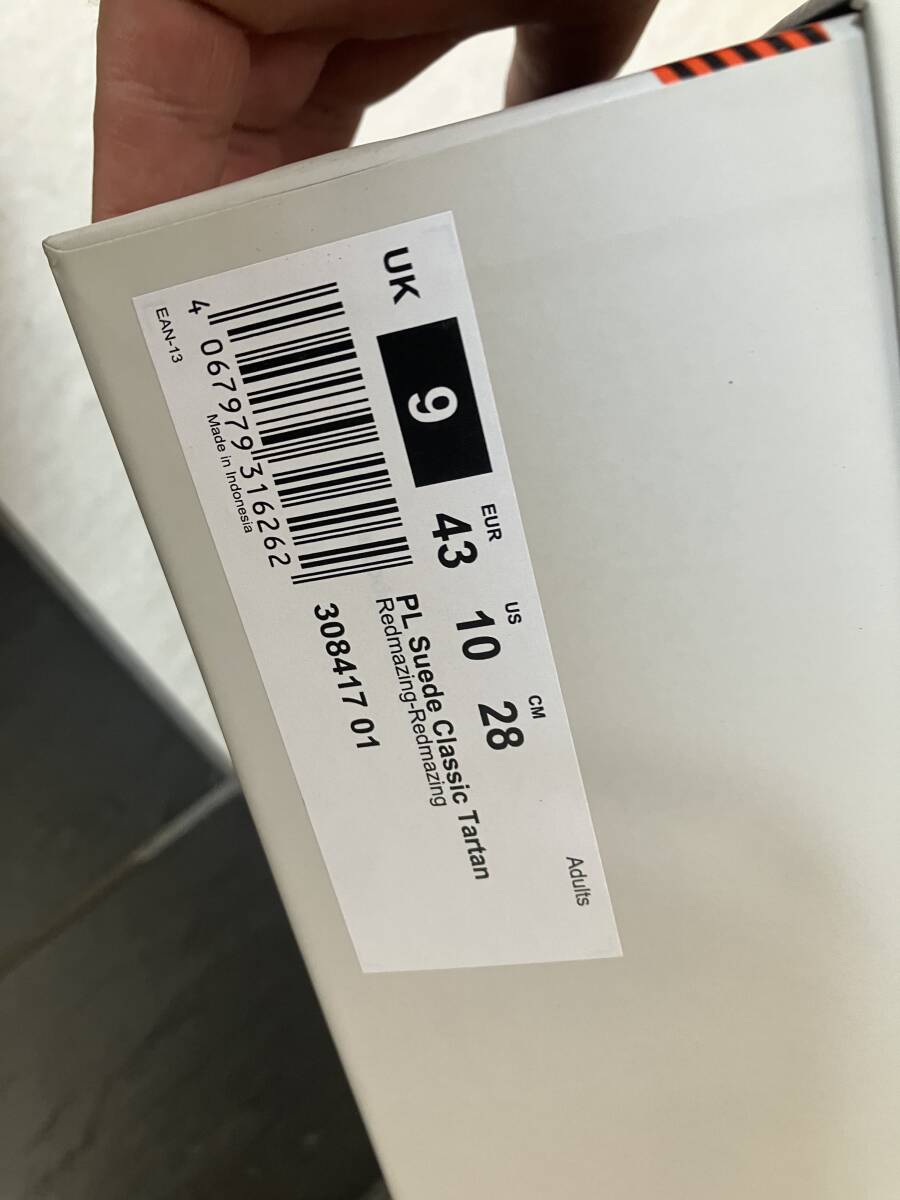 Adults
EUR US CM
UK 9 43 10 28
PL Suede Classic Tartan
Redmazing-Redmazing
308417 01
4 067979 316262
Made in Indonesia
EAN-13